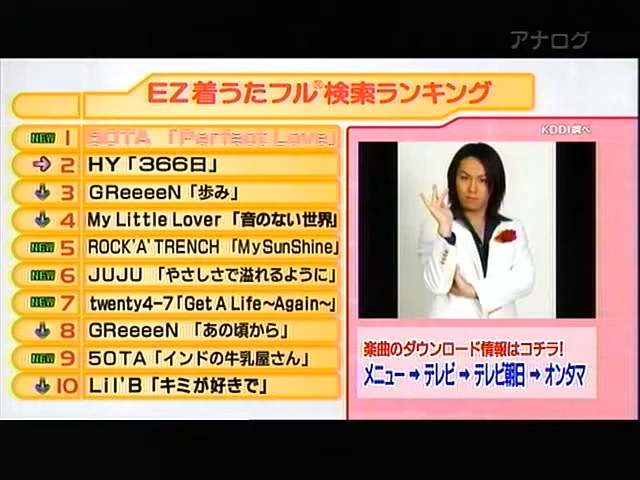 アナログ
EZ着うたフル®検索ランキング
KDDI調べ
NEW 1 50TA 「Perfect Love」
2 HY「366日」
3 GReeeeN「歩み」
4 My Little Lover 「音のない世界」
NEW 5 ROCK'A'TRENCH 「My SunShine」
NEW 6 JUJU 「やさしさで溢れるように」
NEW 7 twenty4-7「Get A Life~Again~」
8 GReeeeN 「あの頃から」
NEW 9 50TA「インドの牛乳屋さん」
10 Lil'B「キミが好きで」
楽曲のダウンロード情報はコチラ!
メニュー➡テレビ➡テレビ朝日➡オンタマ